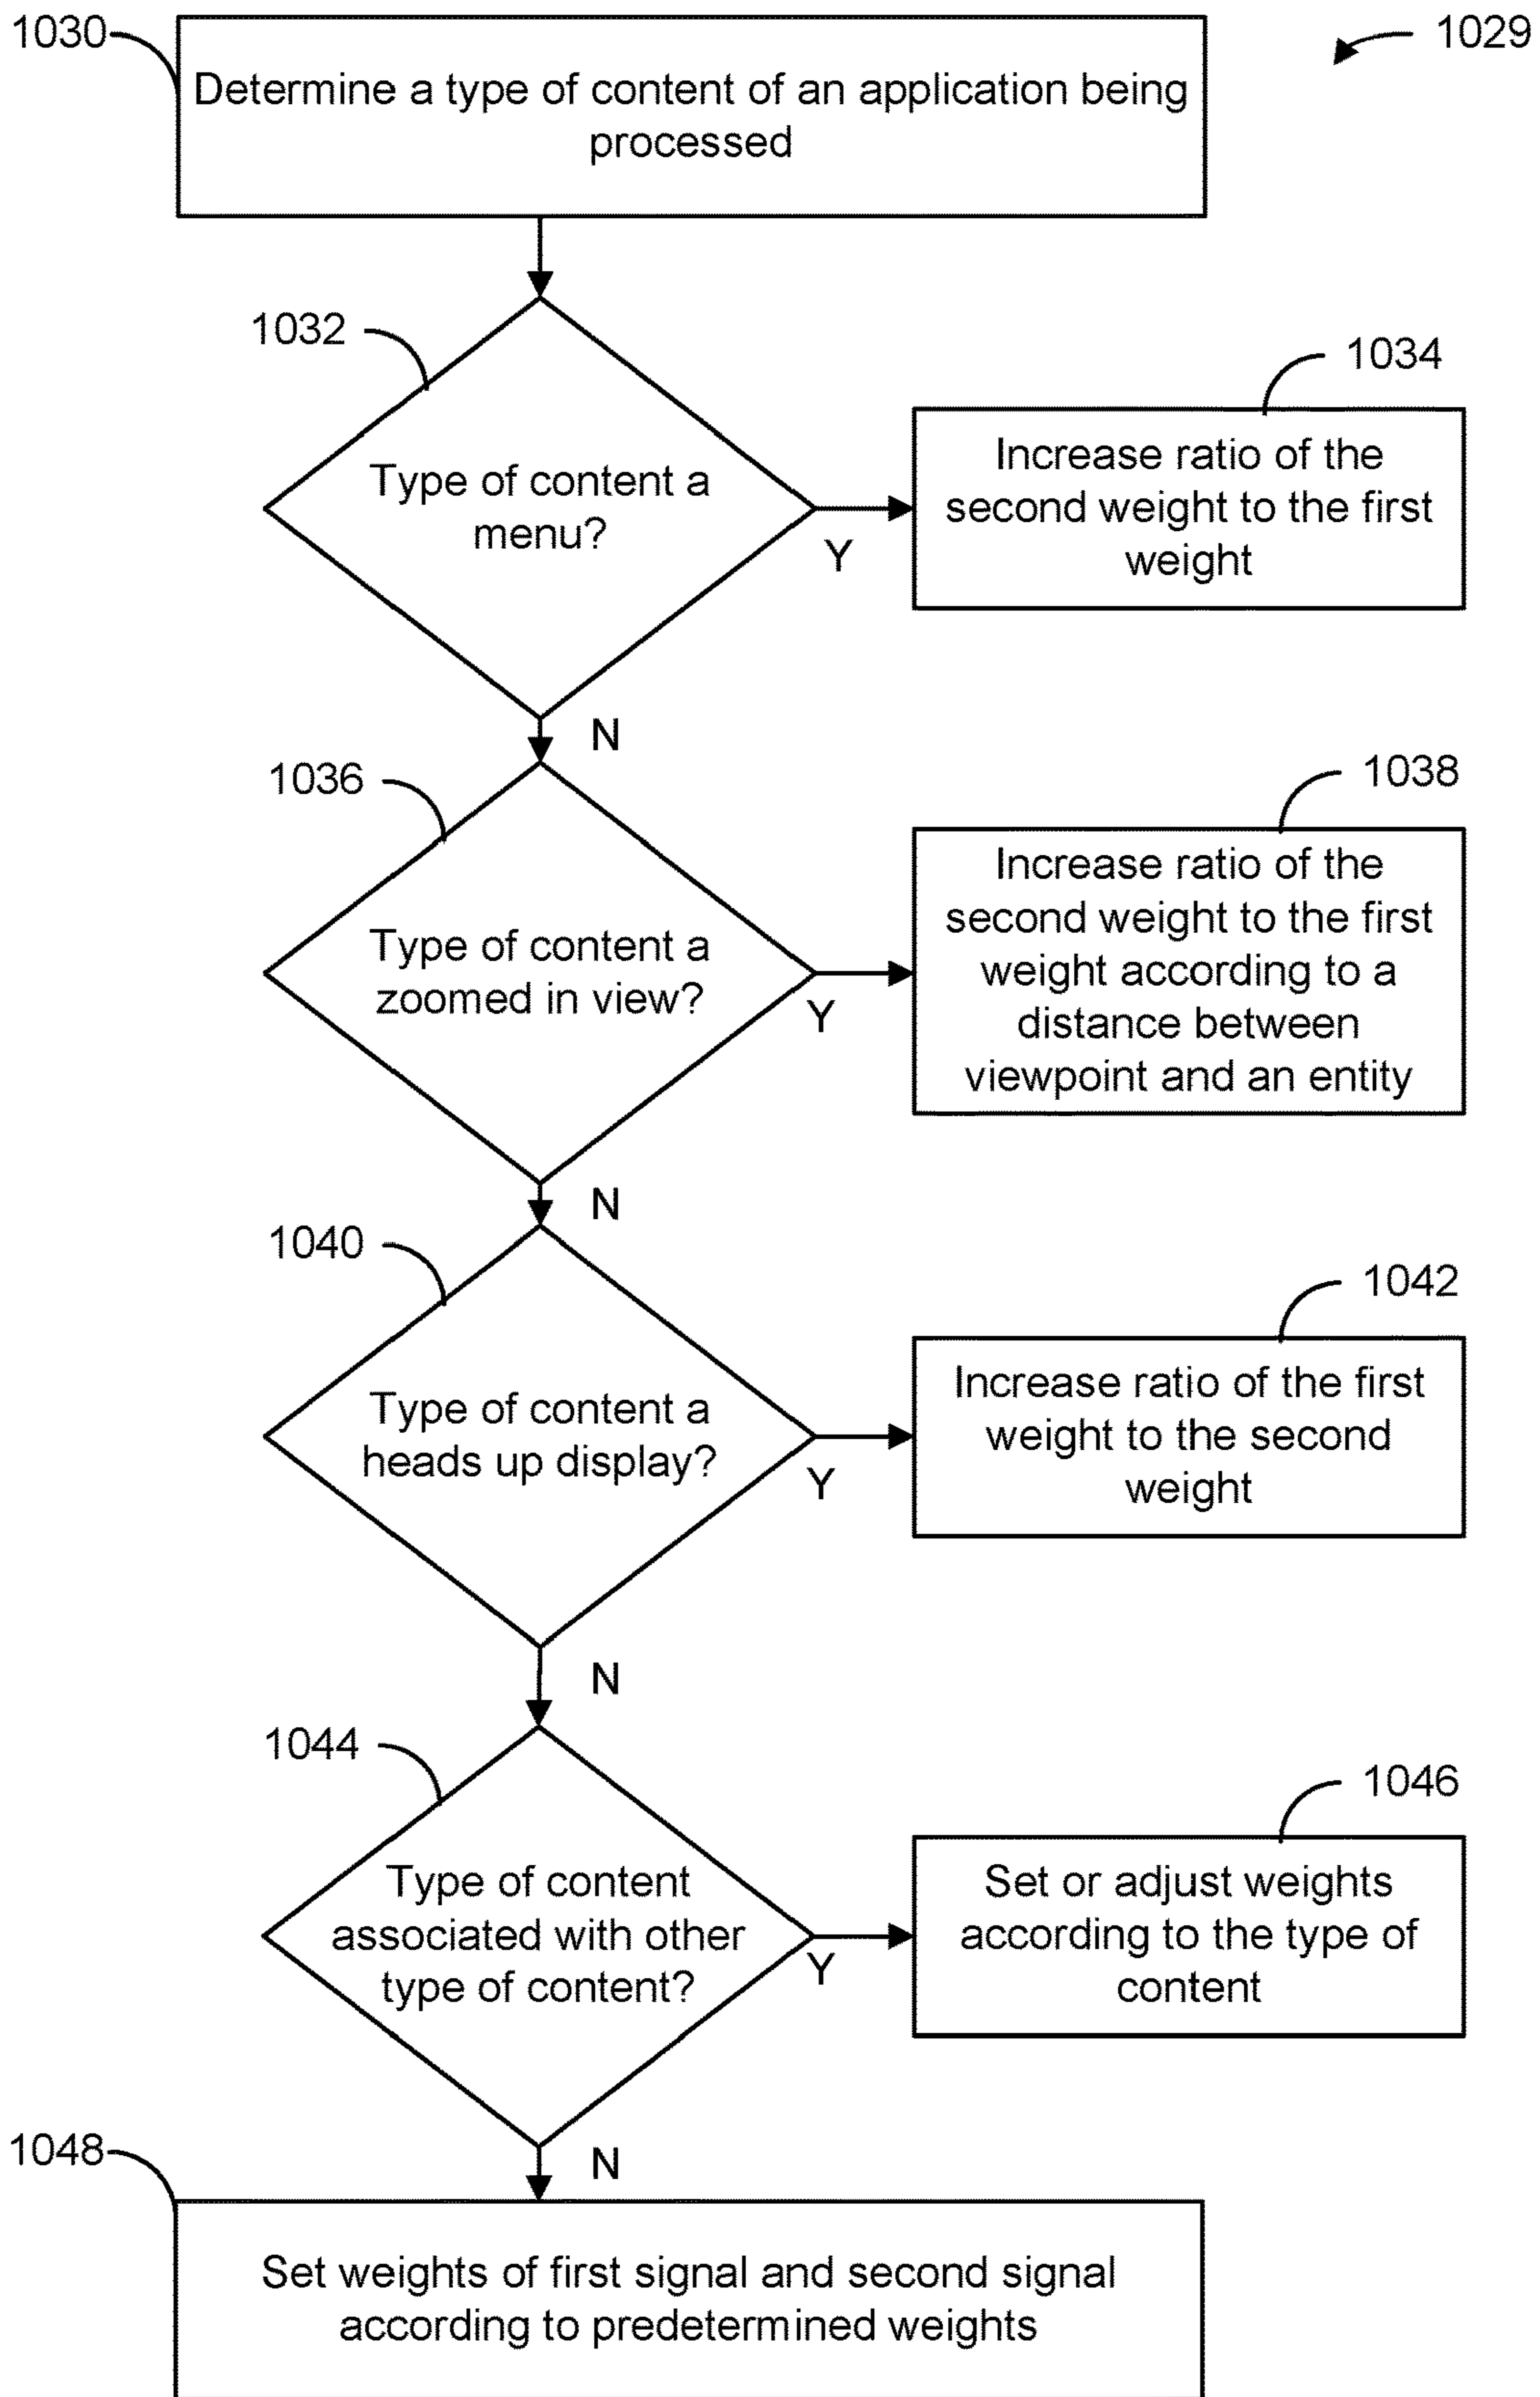 1030
1029
Determine a type of content of an application being
processed
1032
1034
Type of content a
menu?
Y
Increase ratio of the
second weight to the first
weight
N
1036
1038
Type of content a
zoomed in view?
Y
Increase ratio of the
second weight to the first
weight according to a
distance between
viewpoint and an entity
N
1040
1042
Type of content a
heads up display?
Y
Increase ratio of the first
weight to the second
weight
N
1044
1046
Type of content
associated with other
type of content?
Y
Set or adjust weights
according to the type of
content
N
1048
Set weights of first signal and second signal
according to predetermined weights